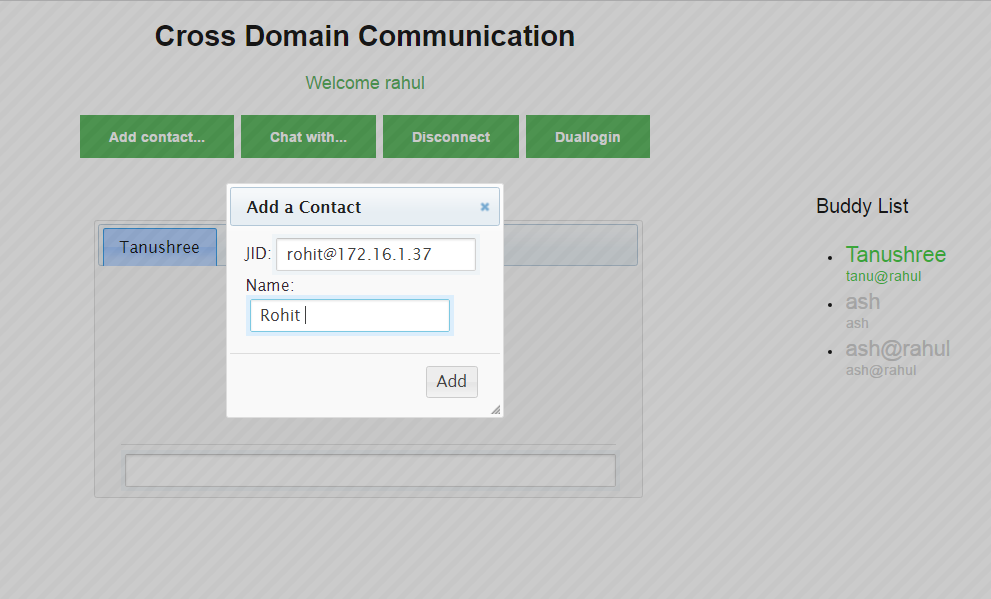 Cross Domain Communication
Welcome rahul
Add contact... Chat with... Disconnect Duallogin
Add a Contact
Tanushree
JID: rohit@172.16.1.37
Name:
Rohit
Add
Buddy List
Tanushree
tanu@rahul
ash
ash
ash@rahul
ash@rahul